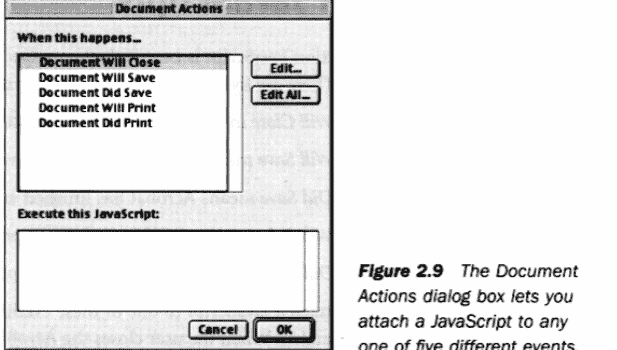 Document Actions
When this happens...
Document Will Close
Document Will Save
Document Did Save
Document Will Print
Document Did Print
Edit...
Edit All...
Execute this JavaScript:
Cancel
OK
Figure 2.9 The Document
Actions dialog box lets you
attach a JavaScript to any
one of five different events